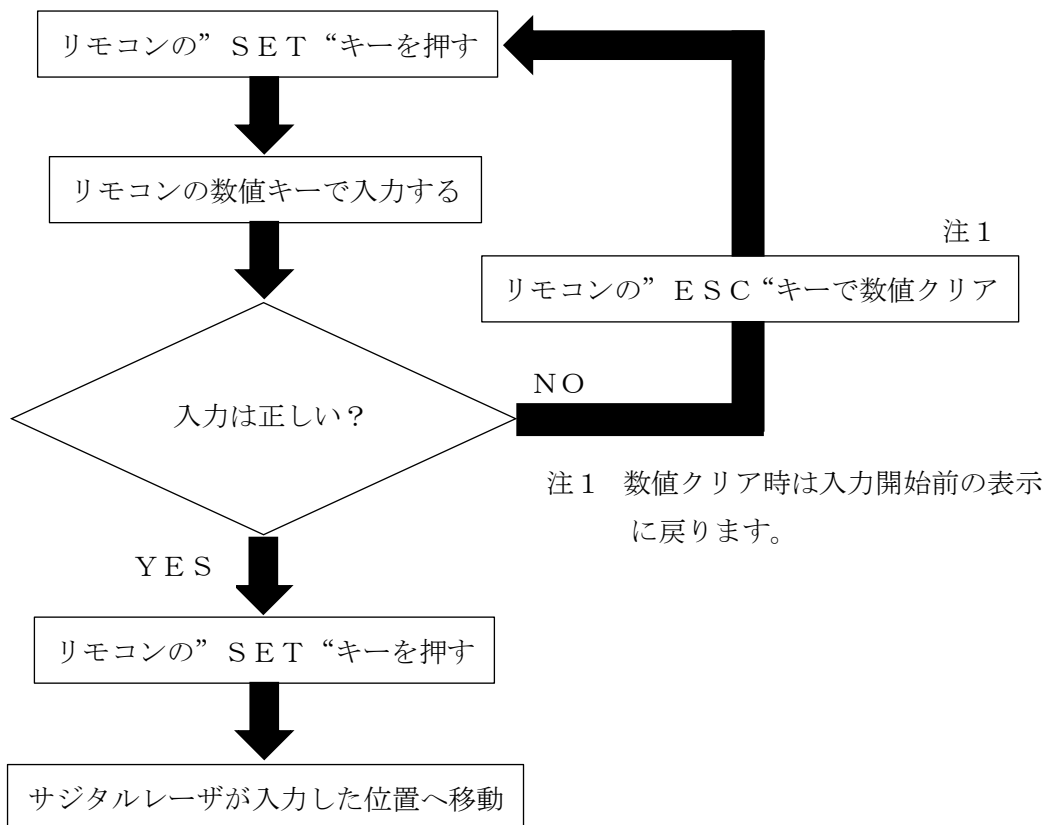 リモコンの”ＳＥＴ“キーを押す
リモコンの数値キーで入力する
注１
リモコンの”ＥＳＣ“キーで数値クリア
ＮＯ
入力は正しい？
注１　数値クリア時は入力開始前の表示
に戻ります。
ＹＥＳ
リモコンの”ＳＥＴ“キーを押す
サジタルレーザが入力した位置へ移動